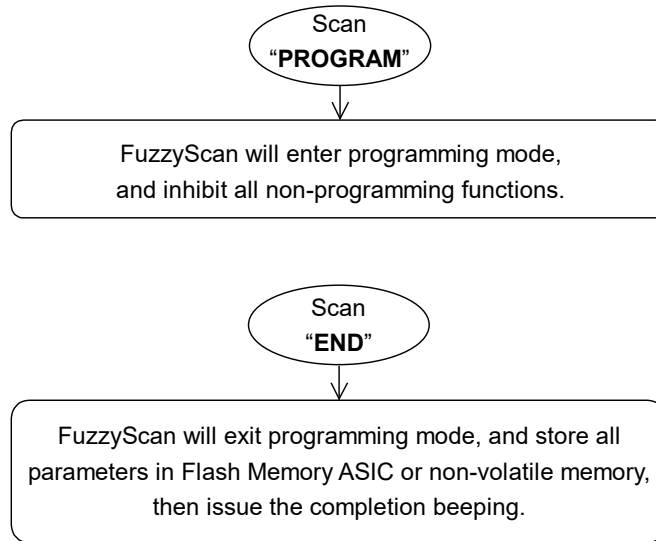 Scan
“PROGRAM”
FuzzyScan will enter programming mode,
and inhibit all non-programming functions.
Scan
“END”
FuzzyScan will exit programming mode, and store all
parameters in Flash Memory ASIC or non-volatile memory,
then issue the completion beeping.